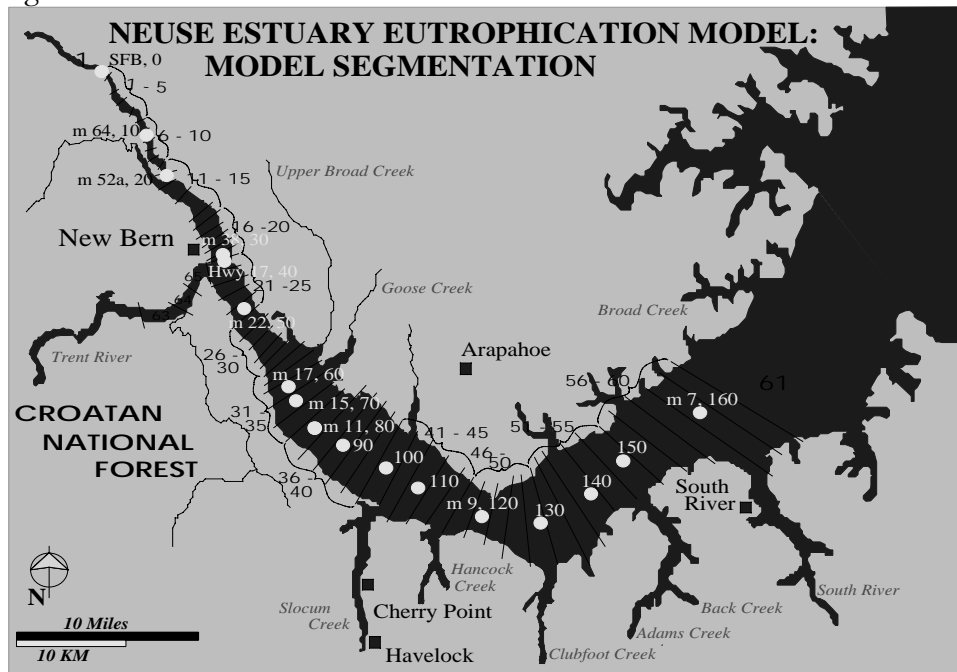 NEUSE ESTUARY EUTROPHICATION MODEL:
MODEL SEGMENTATION
SFB, 0
1
1 - 5
m 64, 10
6 - 10
m 52a, 20
11 - 15
Upper Broad Creek
16 -20
New Bern
30
Hwy 17, 40
21 -25
Goose Creek
65
64
63
m 22, 50
Broad Creek
Trent River
26 -
30
Arapahoe
m 17, 60
56 - 60
61
m 7, 160
CROATAN
NATIONAL
FOREST
31 -
35
m 15, 70
m 11, 80
90
41 - 45
51 - 55
46 -
50
36 -
40
100
110
150
140
m 9, 120
130
South
River
Hancock
Creek
N
Slocum
Creek
Cherry Point
Back Creek
South River
10 Miles
10 KM
Havelock
Adams Creek
Clubfoot Creek